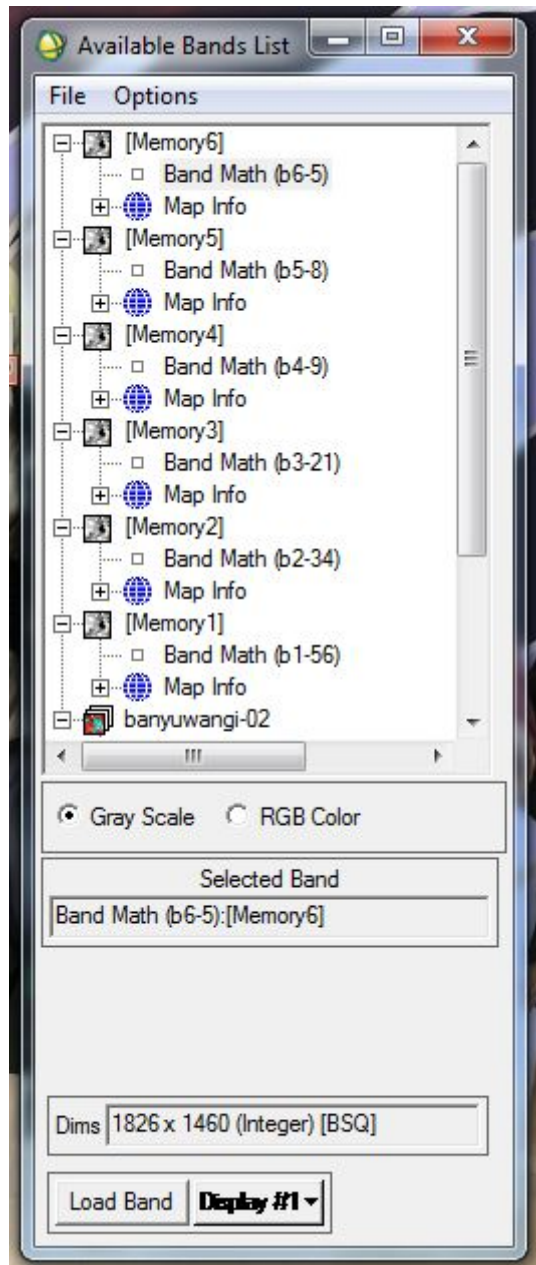 Available Bands List
File Options
[Memory6]
Band Math (b6-5)
Map Info
[Memory5]
Band Math (b5-8)
Map Info
[Memory4]
Band Math (b4-9)
Map Info
[Memory3]
Band Math (b3-21)
Map Info
[Memory2]
Band Math (b2-34)
Map Info
[Memory1]
Band Math (b1-56)
Map Info
banyuwangi-02
Gray Scale RGB Color
Selected Band
Band Math (b6-5):[Memory6]
Dims 1826 x 1460 (Integer) [BSQ]
Load Band Display #1